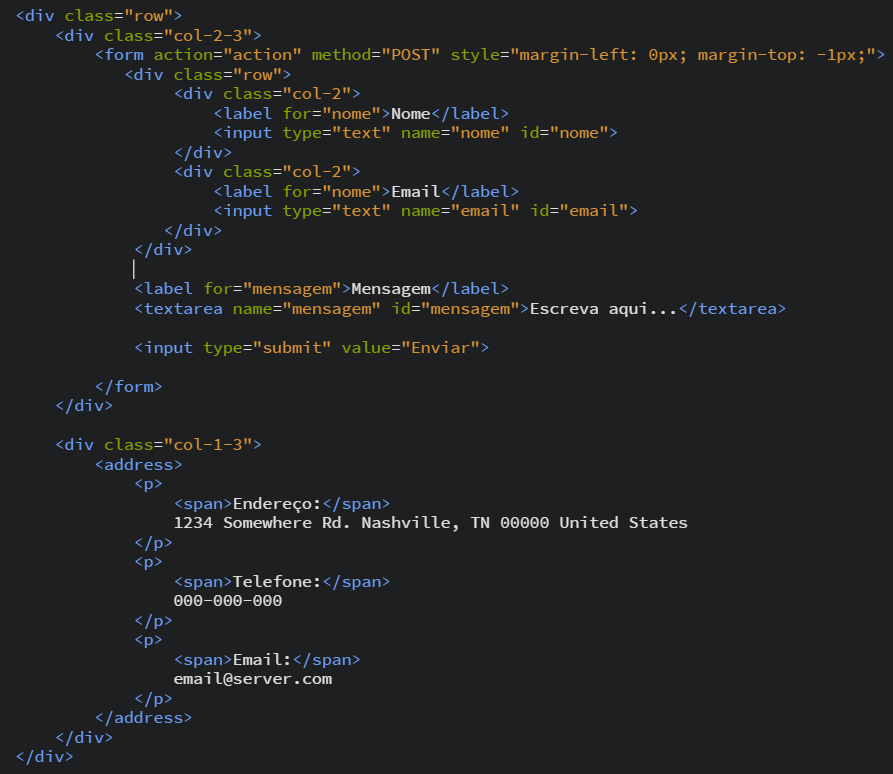 <div class="row">
<div class="col-2-3">
<form action="action" method="POST" style="margin-left: 0px; margin-top: -1px;">
<div class="row">
<div class="col-2">
<label for="nome">Nome</label>
<input type="text" name="nome" id="nome">
</div>
<div class="col-2">
<label for="nome">Email</label>
<input type="text" name="email" id="email">
</div>
</div>
<label for="mensagem">Mensagem</label>
<textarea name="mensagem" id="mensagem">Escreva aqui...</textarea>
<input type="submit" value="Enviar">
</form>
</div>
<div class="col-1-3">
<address>
<p>
<span>Endereço:</span>
1234 Somewhere Rd. Nashville, TN 00000 United States
</p>
<p>
<span>Telefone:</span>
000-000-000
</p>
<p>
<span>Email:</span>
email@server.com
</p>
</address>
</div>
</div>